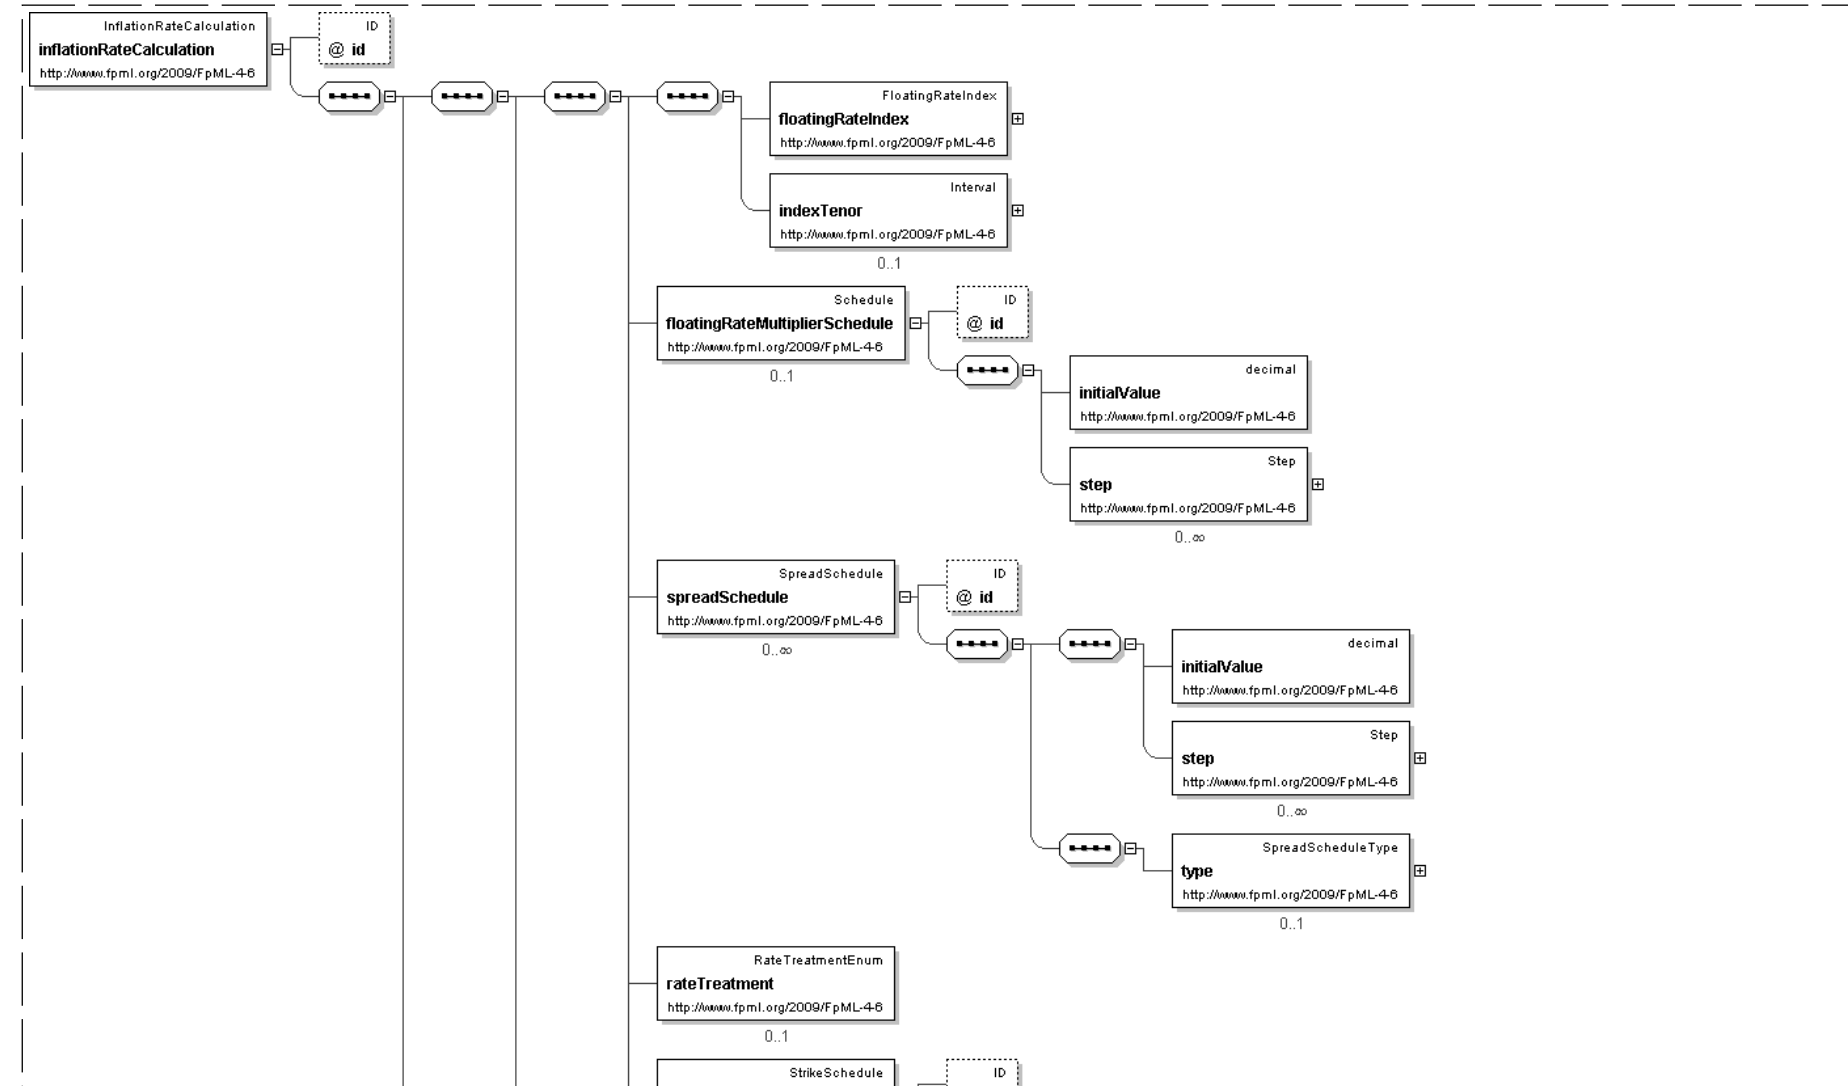 InflationRateCalculation
inflationRateCalculation
http://www.fpml.org/2009/FpML-4-6
ID
@ id
FloatingRateIndex
floatingRateIndex
http://www.fpml.org/2009/FpML-4-6
Interval
indexTenor
http://www.fpml.org/2009/FpML-4-6
0..1
Schedule
floatingRateMultiplierSchedule
http://www.fpml.org/2009/FpML-4-6
0..1
ID
@ id
decimal
initialValue
http://www.fpml.org/2009/FpML-4-6
Step
step
http://www.fpml.org/2009/FpML-4-6
0..∞
SpreadSchedule
spreadSchedule
http://www.fpml.org/2009/FpML-4-6
0..∞
ID
@ id
decimal
initialValue
http://www.fpml.org/2009/FpML-4-6
Step
step
http://www.fpml.org/2009/FpML-4-6
0..∞
SpreadScheduleType
type
http://www.fpml.org/2009/FpML-4-6
0..1
RateTreatmentEnum
rateTreatment
http://www.fpml.org/2009/FpML-4-6
0..1
StrikeSchedule
ID